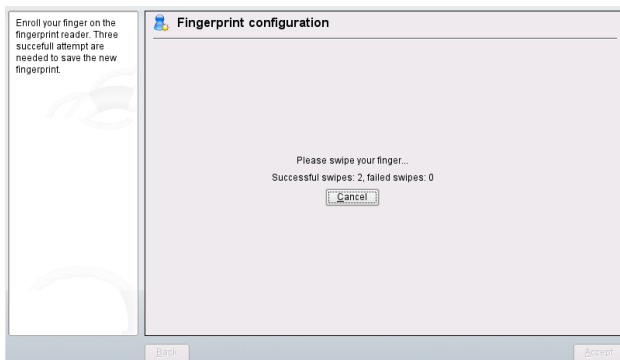 Enroll your finger on the
fingerprint reader. Three
succefull attempt are
needed to save the new
fingerprint.
Fingerprint configuration
Please swipe your finger...
Successful swipes: 2, failed swipes: 0
Cancel
Back
Accept